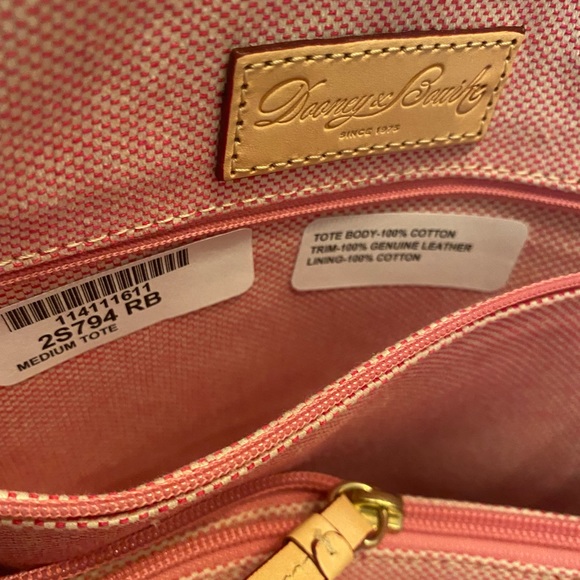 Dooney & Bourke
SINCE 1975
114111611
2S794 RB
MEDIUM TOTE
TOTE BODY-100% COTTON
TRIM-100% GENUINE LEATHER
LINING-100% COTTON